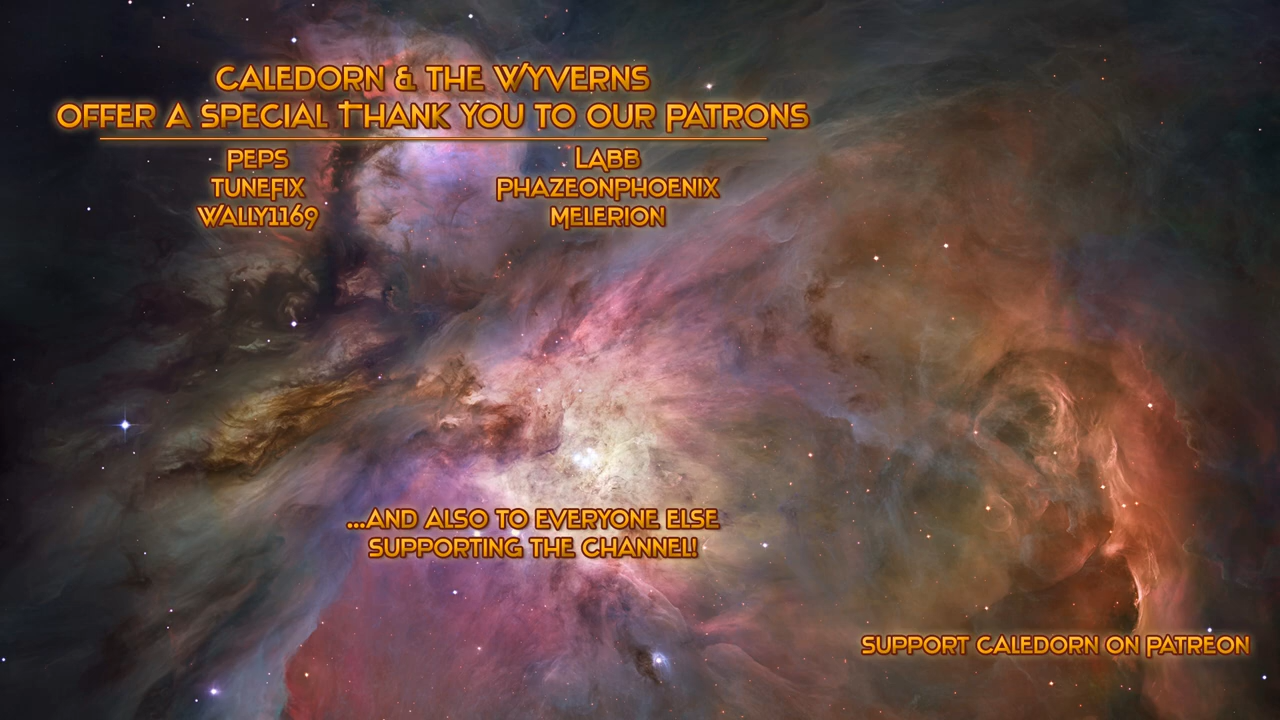 CALEDORN & THE WYVERNS
OFFER A SPECIAL THANK YOU TO OUR PATRONS
PEPS
LABB
TUNEFIX
PHAZEONPHOENIX
WALLY1169
MELERION
...AND ALSO TO EVERYONE ELSE
SUPPORTING THE CHANNEL!
SUPPORT CALEDORN ON PATREON